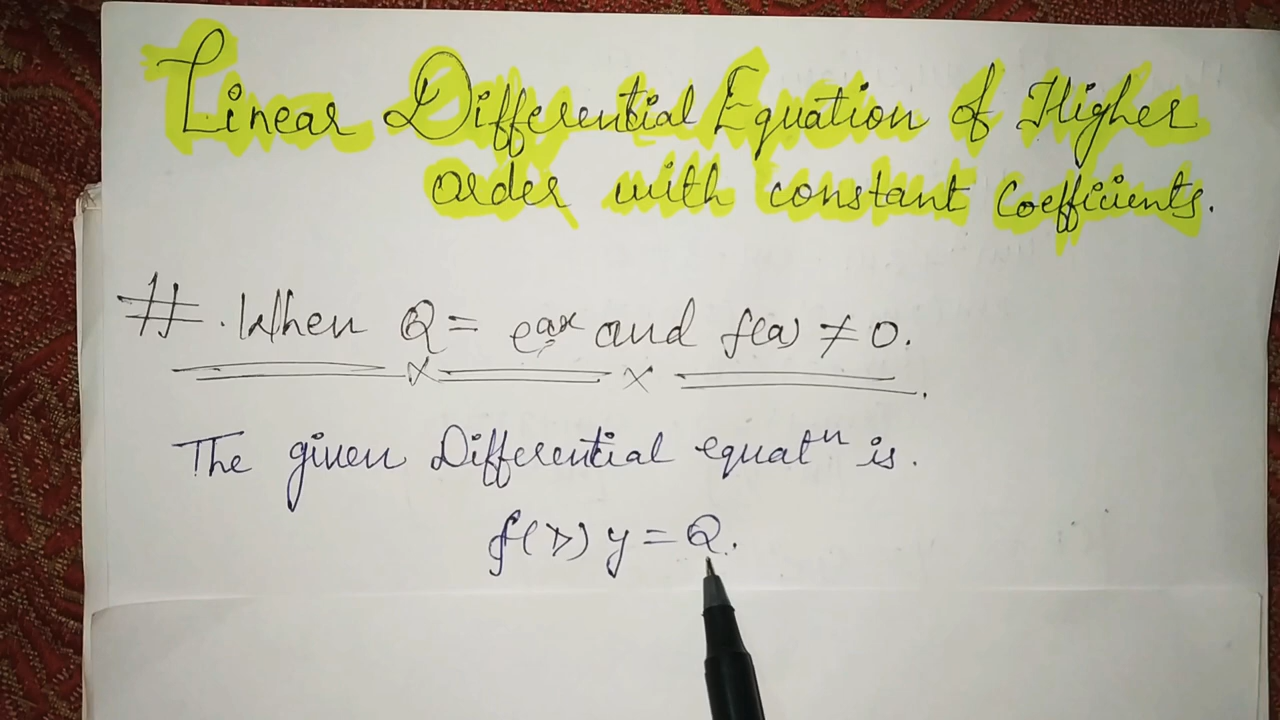 Linear Differential Equation of Higher
order with constant Coefficients.
#. When Q = e^{ax} and f(a) ≠ 0.
The given Differential equatⁿ is.
f(D) y = Q.